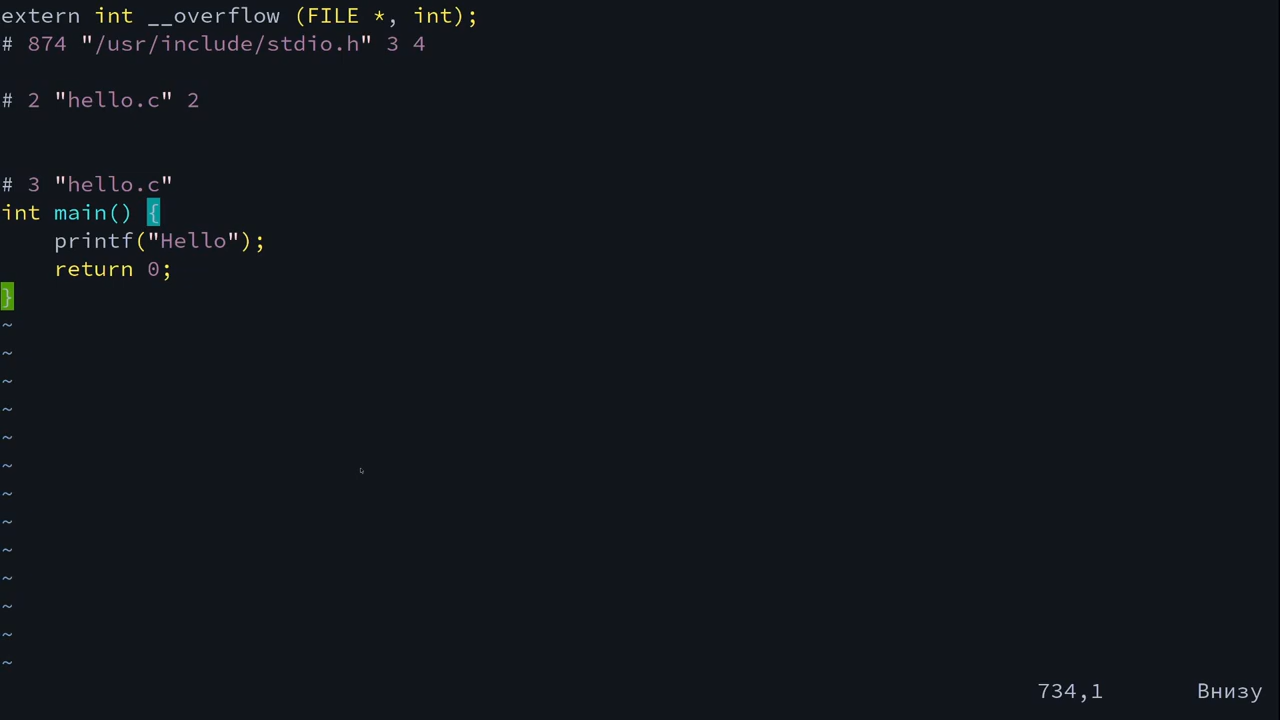 extern int __overflow (FILE *, int);
# 874 "/usr/include/stdio.h" 3 4
# 2 "hello.c" 2
# 3 "hello.c"
int main() {
    printf("Hello");
    return 0;
}
~
~
~
~
~
~
~
~
~
~
~
~
~
734,1 Внизу